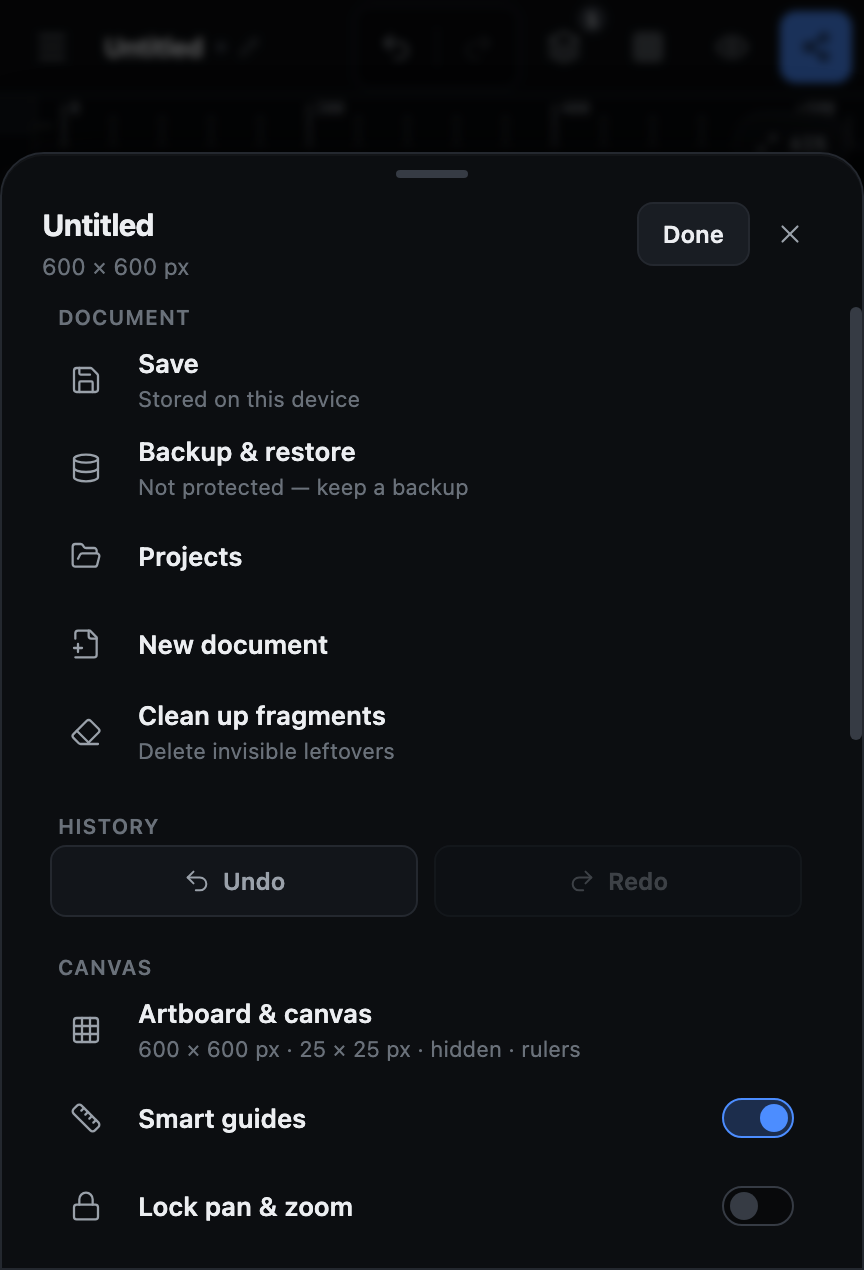 Untitled
Untitled
Done
600 × 600 px
DOCUMENT
Save
Stored on this device
Backup & restore
Not protected — keep a backup
Projects
New document
Clean up fragments
Delete invisible leftovers
HISTORY
Undo
Redo
CANVAS
Artboard & canvas
600 × 600 px · 25 × 25 px · hidden · rulers
Smart guides
Lock pan & zoom